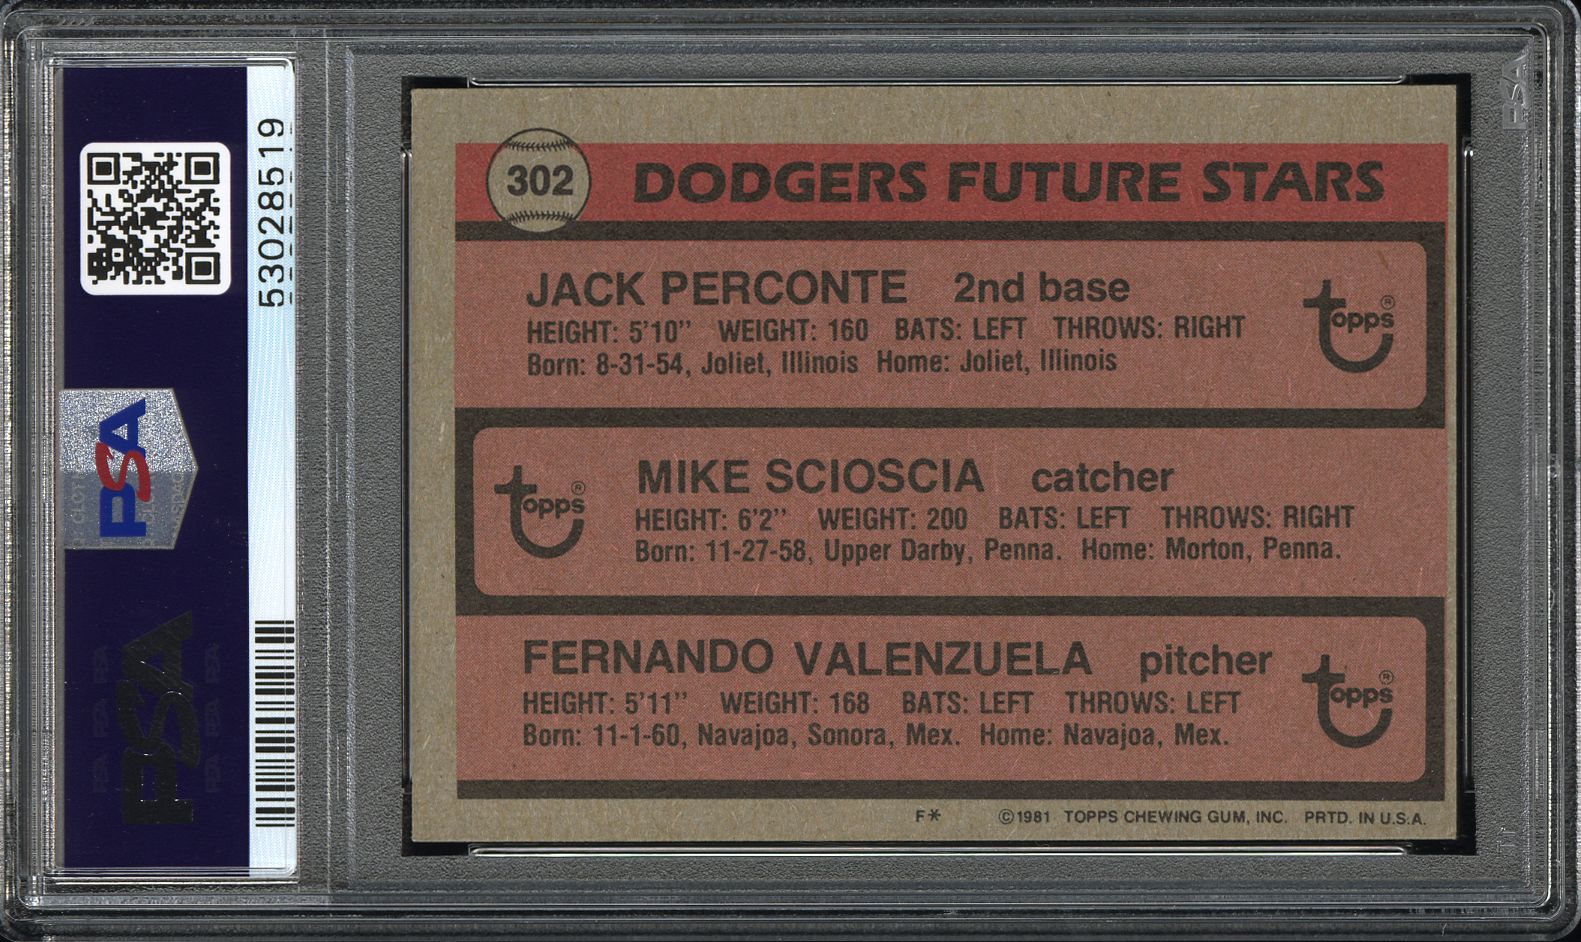 302
DODGERS FUTURE STARS
JACK PERCONTE 2nd base
HEIGHT: 5'10" WEIGHT: 160 BATS: LEFT THROWS: RIGHT
Born: 8-31-54, Joliet, Illinois Home: Joliet, Illinois
topps®
MIKE SCIOSCIA catcher
HEIGHT: 6'2" WEIGHT: 200 BATS: LEFT THROWS: RIGHT
Born: 11-27-58, Upper Darby, Penna. Home: Morton, Penna.
topps®
FERNANDO VALENZUELA pitcher
HEIGHT: 5'11" WEIGHT: 168 BATS: LEFT THROWS: LEFT
Born: 11-1-60, Navajoa, Sonora, Mex. Home: Navajoa, Mex.
topps®
F* ©1981 TOPPS CHEWING GUM, INC. PRTD. IN U.S.A.
53028519
PSA
PSA
PSA